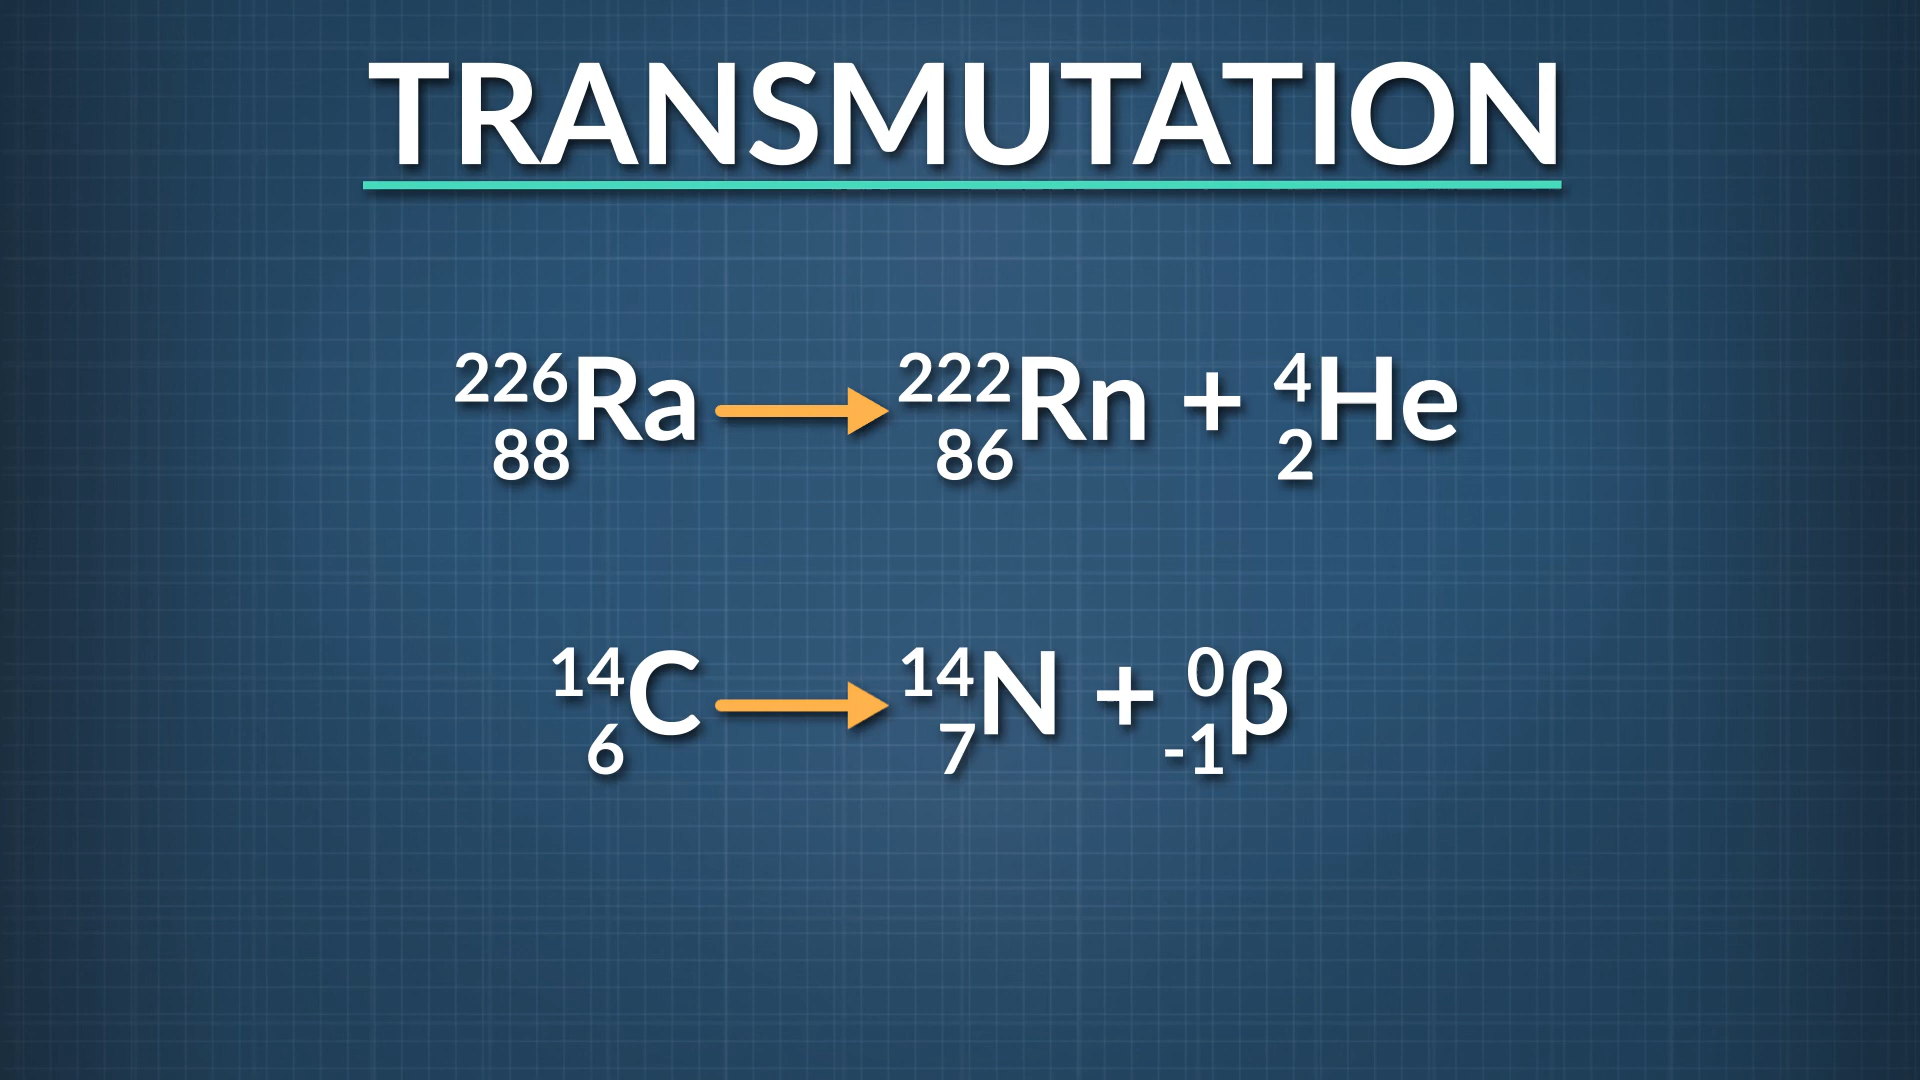 TRANSMUTATION
²²⁶₈₈Ra → ²²²₈₆Rn + ⁴₂He
¹⁴₆C → ¹⁴₇N + ⁰₋₁β